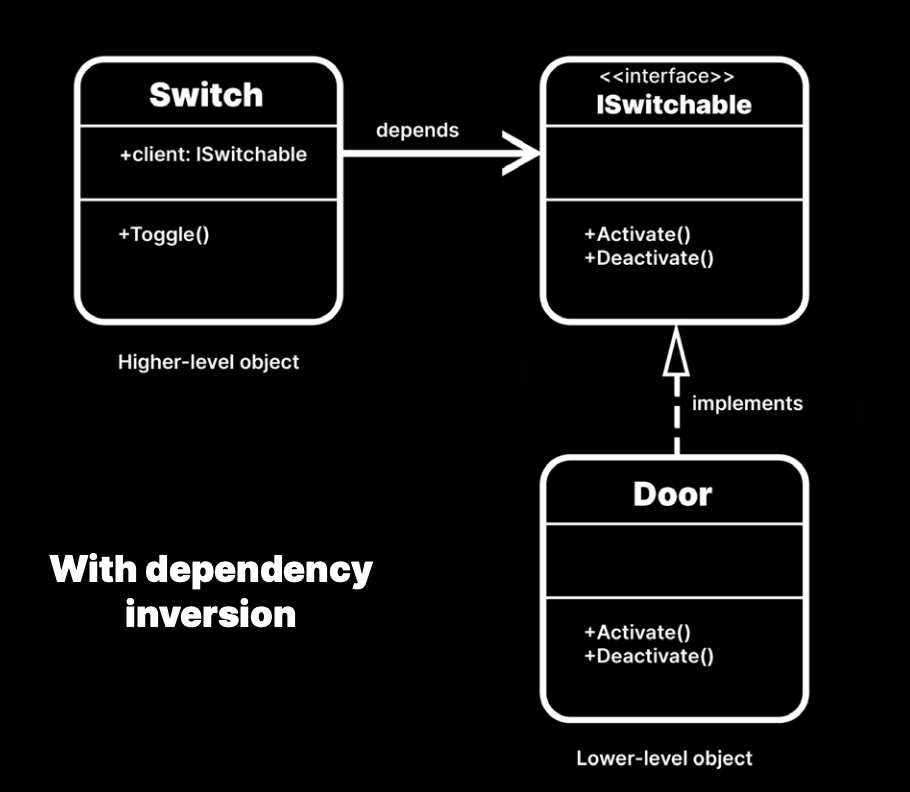 Switch
+client: ISwitchable
+Toggle()
Higher-level object
depends
<<interface>>
ISwitchable
+Activate()
+Deactivate()
implements
Door
+Activate()
+Deactivate()
Lower-level object
With dependency
inversion